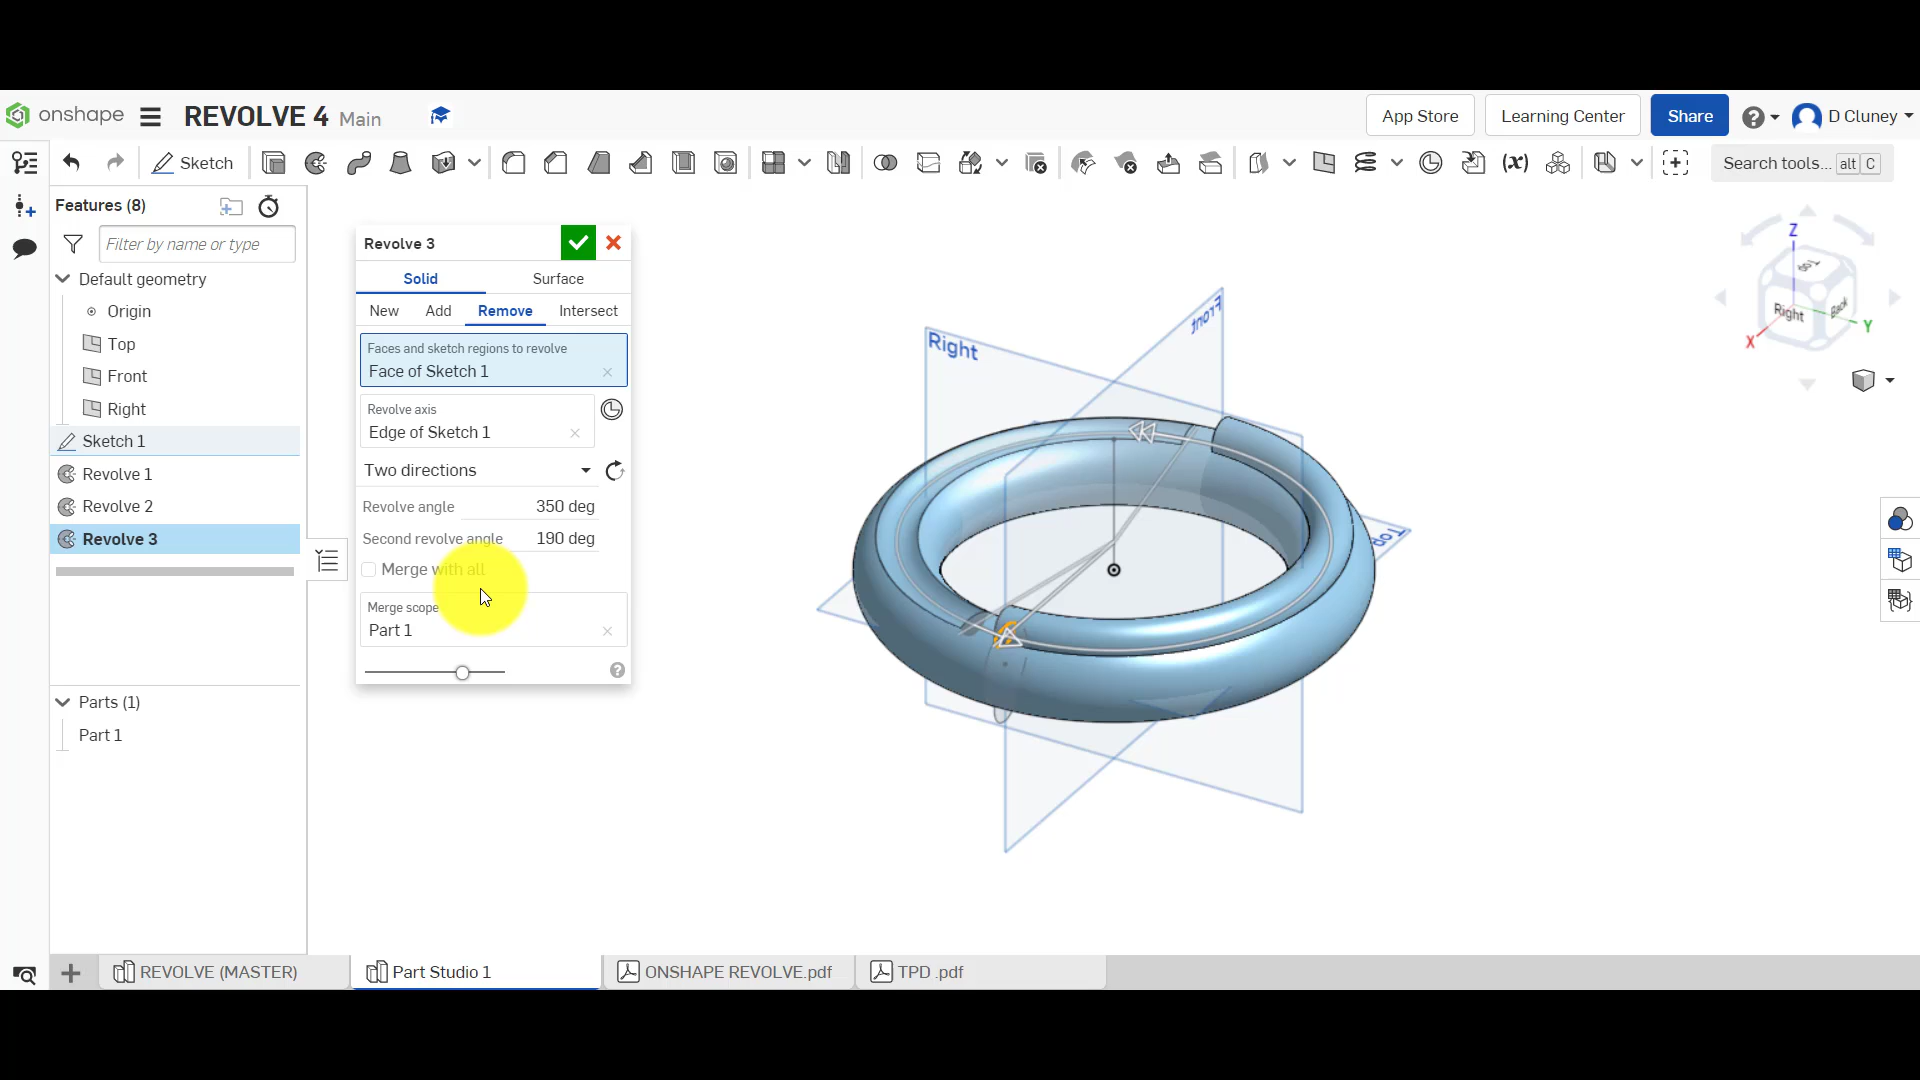 onshape REVOLVE 4 Main App Store Learning Center Share D Cluney
Sketch Search tools... alt C
Features (8)
Filter by name or type
Default geometry
Origin
Top
Front
Right
Sketch 1
Revolve 1
Revolve 2
Revolve 3
Parts (1)
Part 1
Revolve 3
Solid Surface
New Add Remove Intersect
Faces and sketch regions to revolve
Face of Sketch 1
Revolve axis
Edge of Sketch 1
Two directions
Revolve angle 350 deg
Second revolve angle 190 deg
Merge with all
Merge scope
Part 1
Front
Right
Top
Z
Top
Right
Back
X
Y
REVOLVE (MASTER) Part Studio 1 ONSHAPE REVOLVE.pdf TPD .pdf